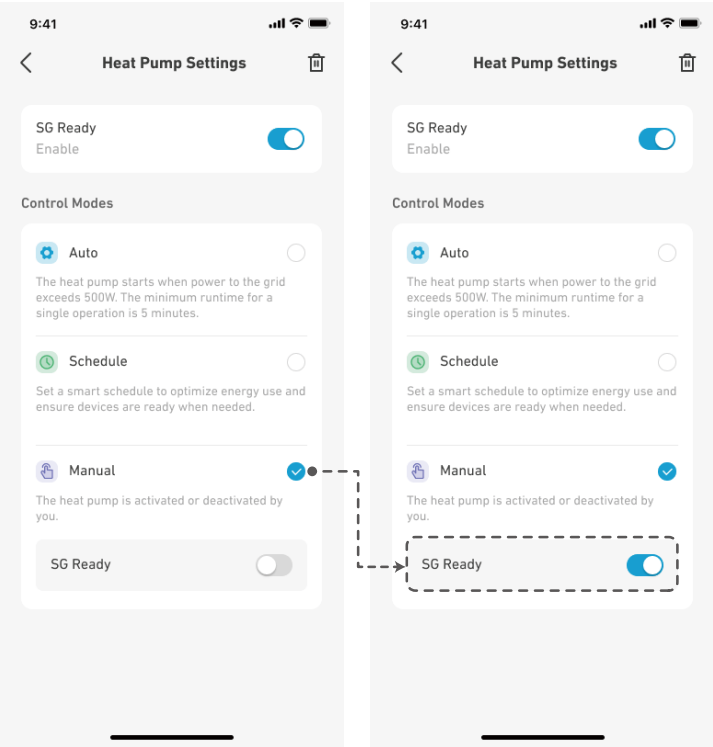 9:41
Heat Pump Settings
SG Ready
Enable
Control Modes
Auto
The heat pump starts when power to the grid
exceeds 500W. The minimum runtime for a
single operation is 5 minutes.
Schedule
Set a smart schedule to optimize energy use and
ensure devices are ready when needed.
Manual
The heat pump is activated or deactivated by
you.
SG Ready
9:41
Heat Pump Settings
SG Ready
Enable
Control Modes
Auto
The heat pump starts when power to the grid
exceeds 500W. The minimum runtime for a
single operation is 5 minutes.
Schedule
Set a smart schedule to optimize energy use and
ensure devices are ready when needed.
Manual
The heat pump is activated or deactivated by
you.
SG Ready